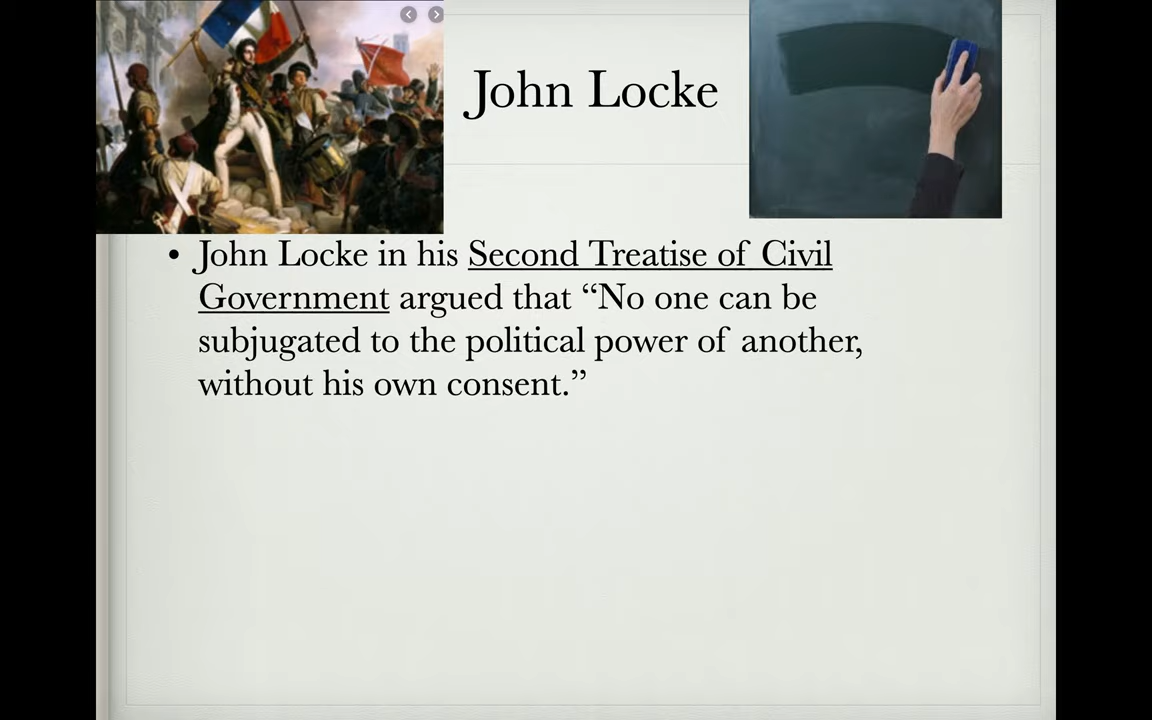 John Locke
• John Locke in his Second Treatise of Civil
Government argued that “No one can be
subjugated to the political power of another,
without his own consent.”